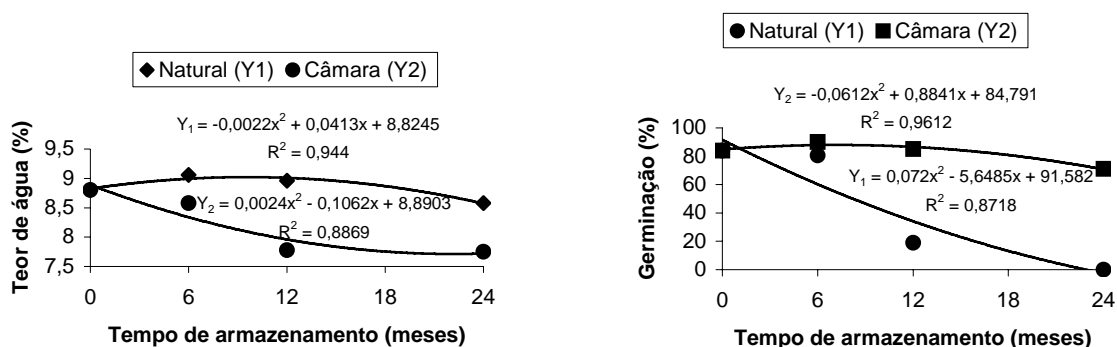 Natural (Y1) Câmara (Y2)
Y1 = -0,0022x² + 0,0413x + 8,8245
R² = 0,944
Y2 = 0,0024x² - 0,1062x + 8,8903
R² = 0,8869
Teor de água (%)
9,5
9
8,5
8
7,5
0 6 12 18 24
Tempo de armazenamento (meses)
Natural (Y1) Câmara (Y2)
Y2 = -0,0612x² + 0,8841x + 84,791
R² = 0,9612
Y1 = 0,072x² - 5,6485x + 91,582
R² = 0,8718
Germinação (%)
100
80
60
40
20
0
0 6 12 18 24
Tempo de armazenamento (meses)